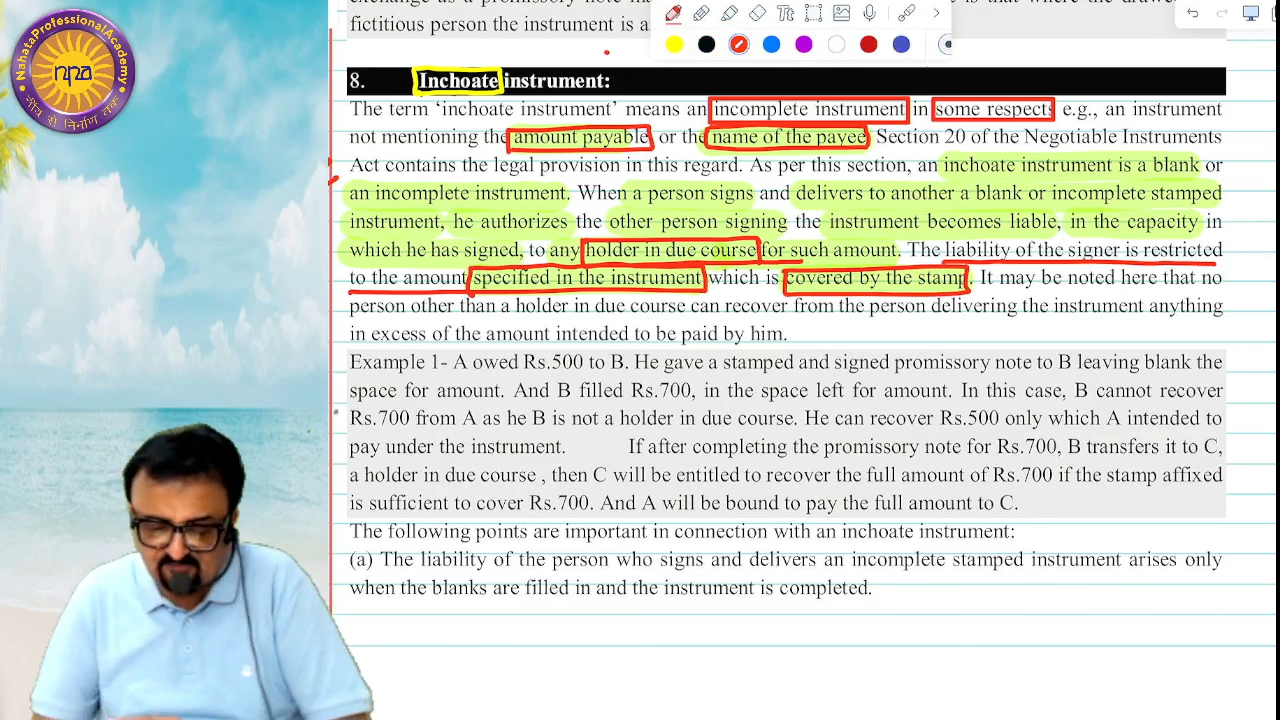 exchange as a promissory note
fictitious person the instrument is a
NahataProfessionalAcademy
npa
नींव से निर्माण तक
Tt
8. Inchoate instrument:
The term ‘inchoate instrument’ means an incomplete instrument in some respects e.g., an instrument
not mentioning the amount payable or the name of the payee Section 20 of the Negotiable Instruments
Act contains the legal provision in this regard. As per this section, an inchoate instrument is a blank or
an incomplete instrument. When a person signs and delivers to another a blank or incomplete stamped
instrument, he authorizes the other person signing the instrument becomes liable, in the capacity in
which he has signed, to any holder in due course for such amount. The liability of the signer is restricted
to the amount specified in the instrument which is covered by the stamp. It may be noted here that no
person other than a holder in due course can recover from the person delivering the instrument anything
in excess of the amount intended to be paid by him.
Example 1- A owed Rs.500 to B. He gave a stamped and signed promissory note to B leaving blank the
space for amount. And B filled Rs.700, in the space left for amount. In this case, B cannot recover
Rs.700 from A as he B is not a holder in due course. He can recover Rs.500 only which A intended to
pay under the instrument. If after completing the promissory note for Rs.700, B transfers it to C,
a holder in due course , then C will be entitled to recover the full amount of Rs.700 if the stamp affixed
is sufficient to cover Rs.700. And A will be bound to pay the full amount to C.
The following points are important in connection with an inchoate instrument:
(a) The liability of the person who signs and delivers an incomplete stamped instrument arises only
when the blanks are filled in and the instrument is completed.